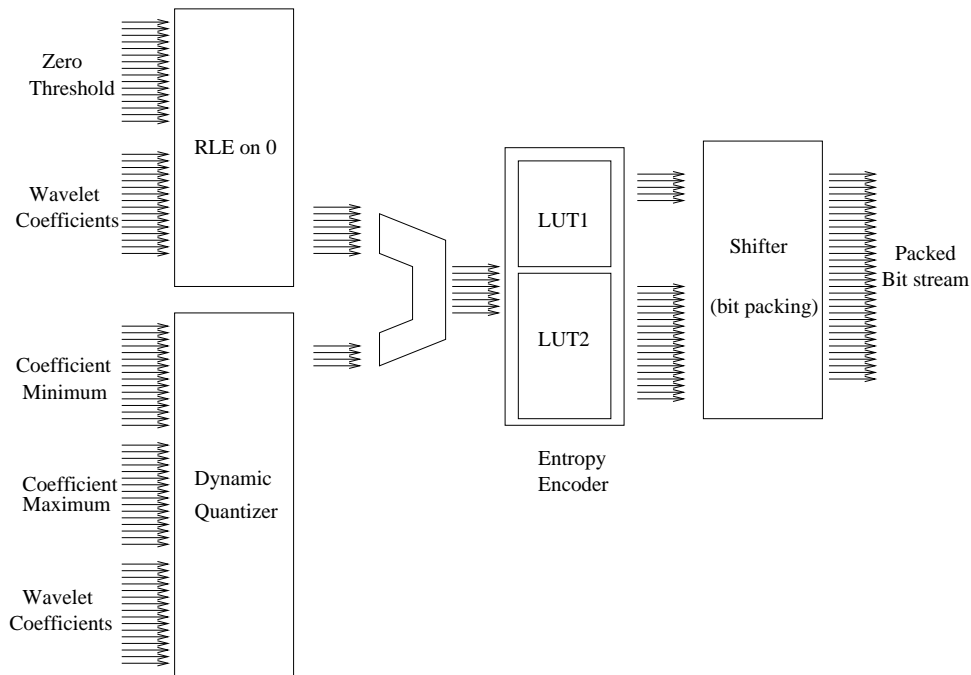 Zero
Threshold
RLE on 0
Wavelet
Coefficients
Coefficient
Minimum
Coefficient
Maximum
Dynamic
Quantizer
Wavelet
Coefficients
LUT1
LUT2
Entropy
Encoder
Shifter
(bit packing)
Packed
Bit stream